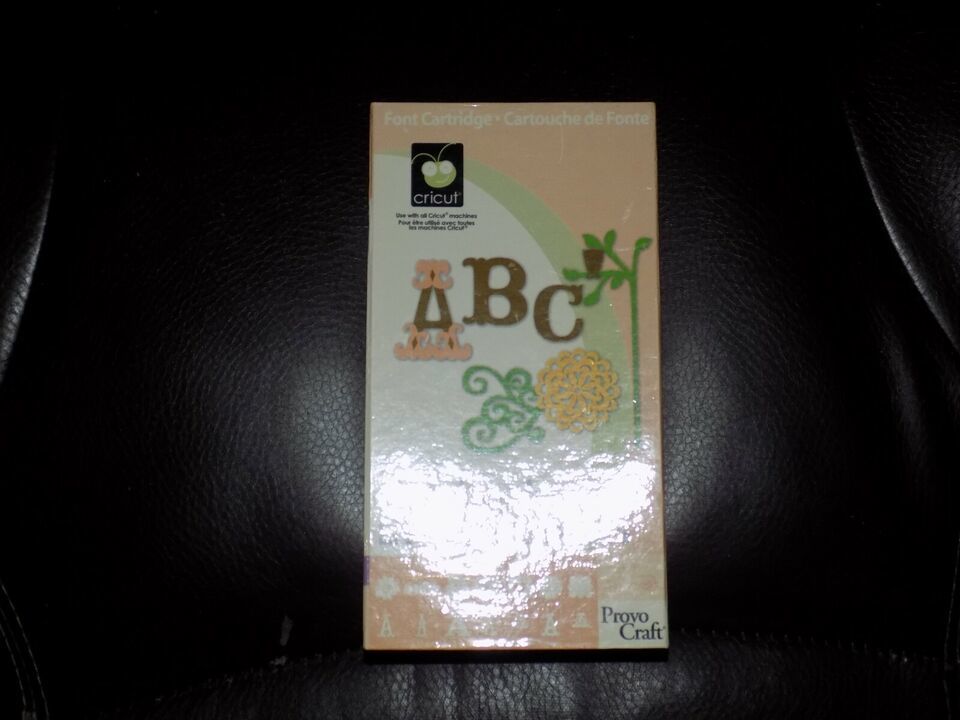 Font Cartridge • Cartouche de Fonte
cricut®
Use with all Cricut® machines
Pour être utilisé avec toutes
les machines Cricut®
ABC
Provo
Craft®